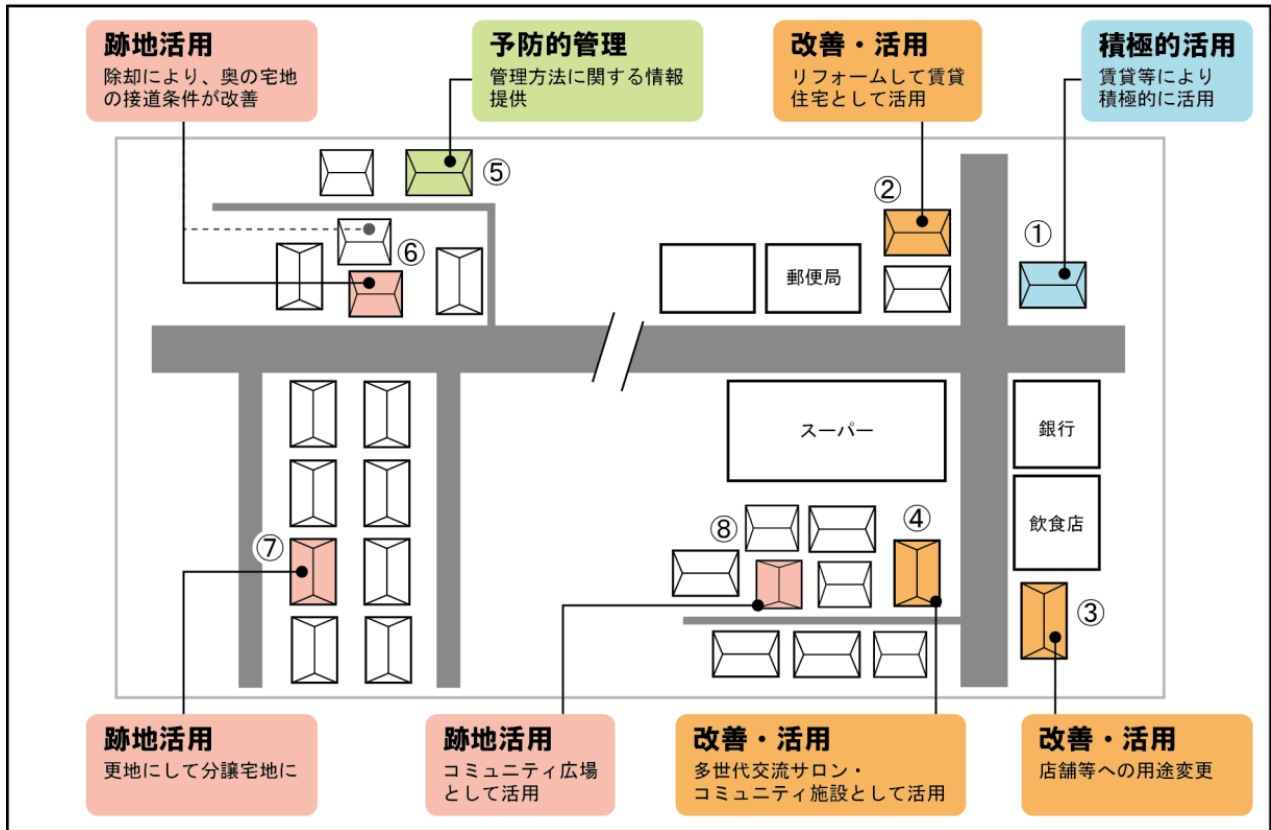 跡地活用
除却により、奥の宅地
の接道条件が改善
予防的管理
管理方法に関する情報
提供
改善・活用
リフォームして賃貸
住宅として活用
積極的活用
賃貸等により
積極的に活用
⑤
②
①
⑥
郵便局
スーパー
銀行
飲食店
⑧
④
⑦
③
跡地活用
更地にして分譲宅地に
跡地活用
コミュニティ広場
として活用
改善・活用
多世代交流サロン・
コミュニティ施設として活用
改善・活用
店舗等への用途変更